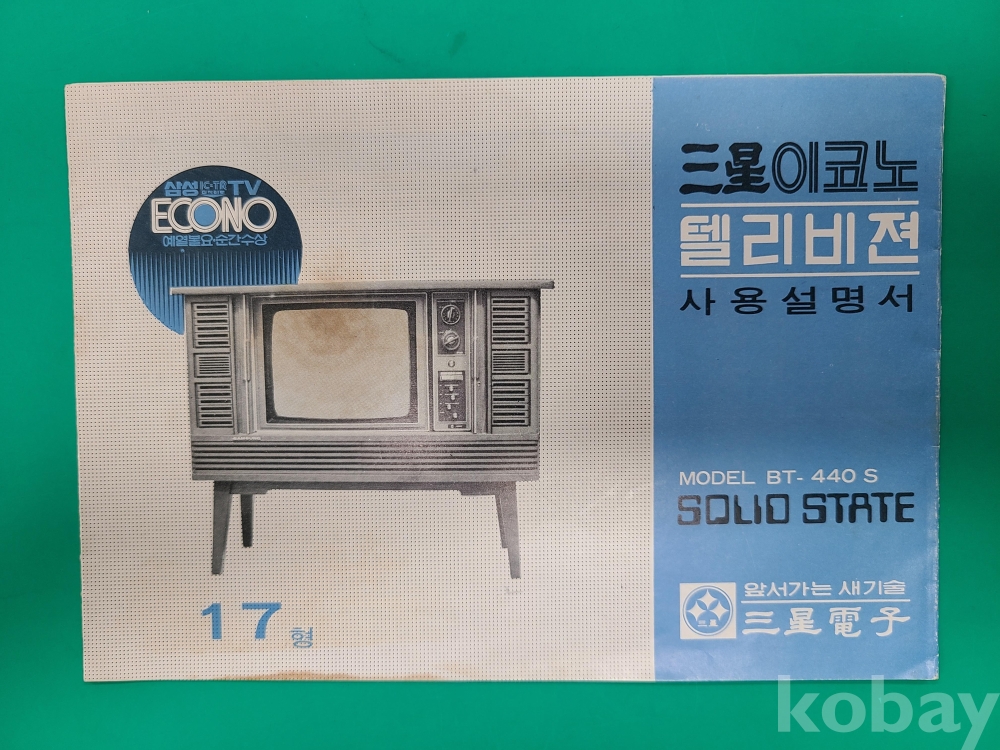 삼성 IC·TR TV
ECONO
예열불요·순간수상
17형
三星이코노
텔리비젼
사용설명서
MODEL BT-440 S
SOLID STATE
앞서가는 새기술
三星電子
kobay